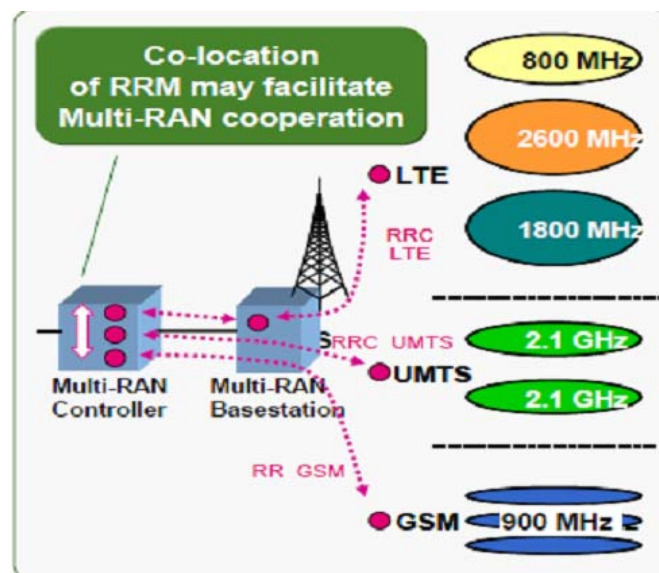 Co-location
of RRM may facilitate
Multi-RAN cooperation
800 MHz
2600 MHz
LTE
RRC
LTE
1800 MHz
RRC UMTS
2.1 GHz
UMTS
2.1 GHz
Multi-RAN
Controller
Multi-RAN
Basestation
RR GSM
GSM
900 MHz